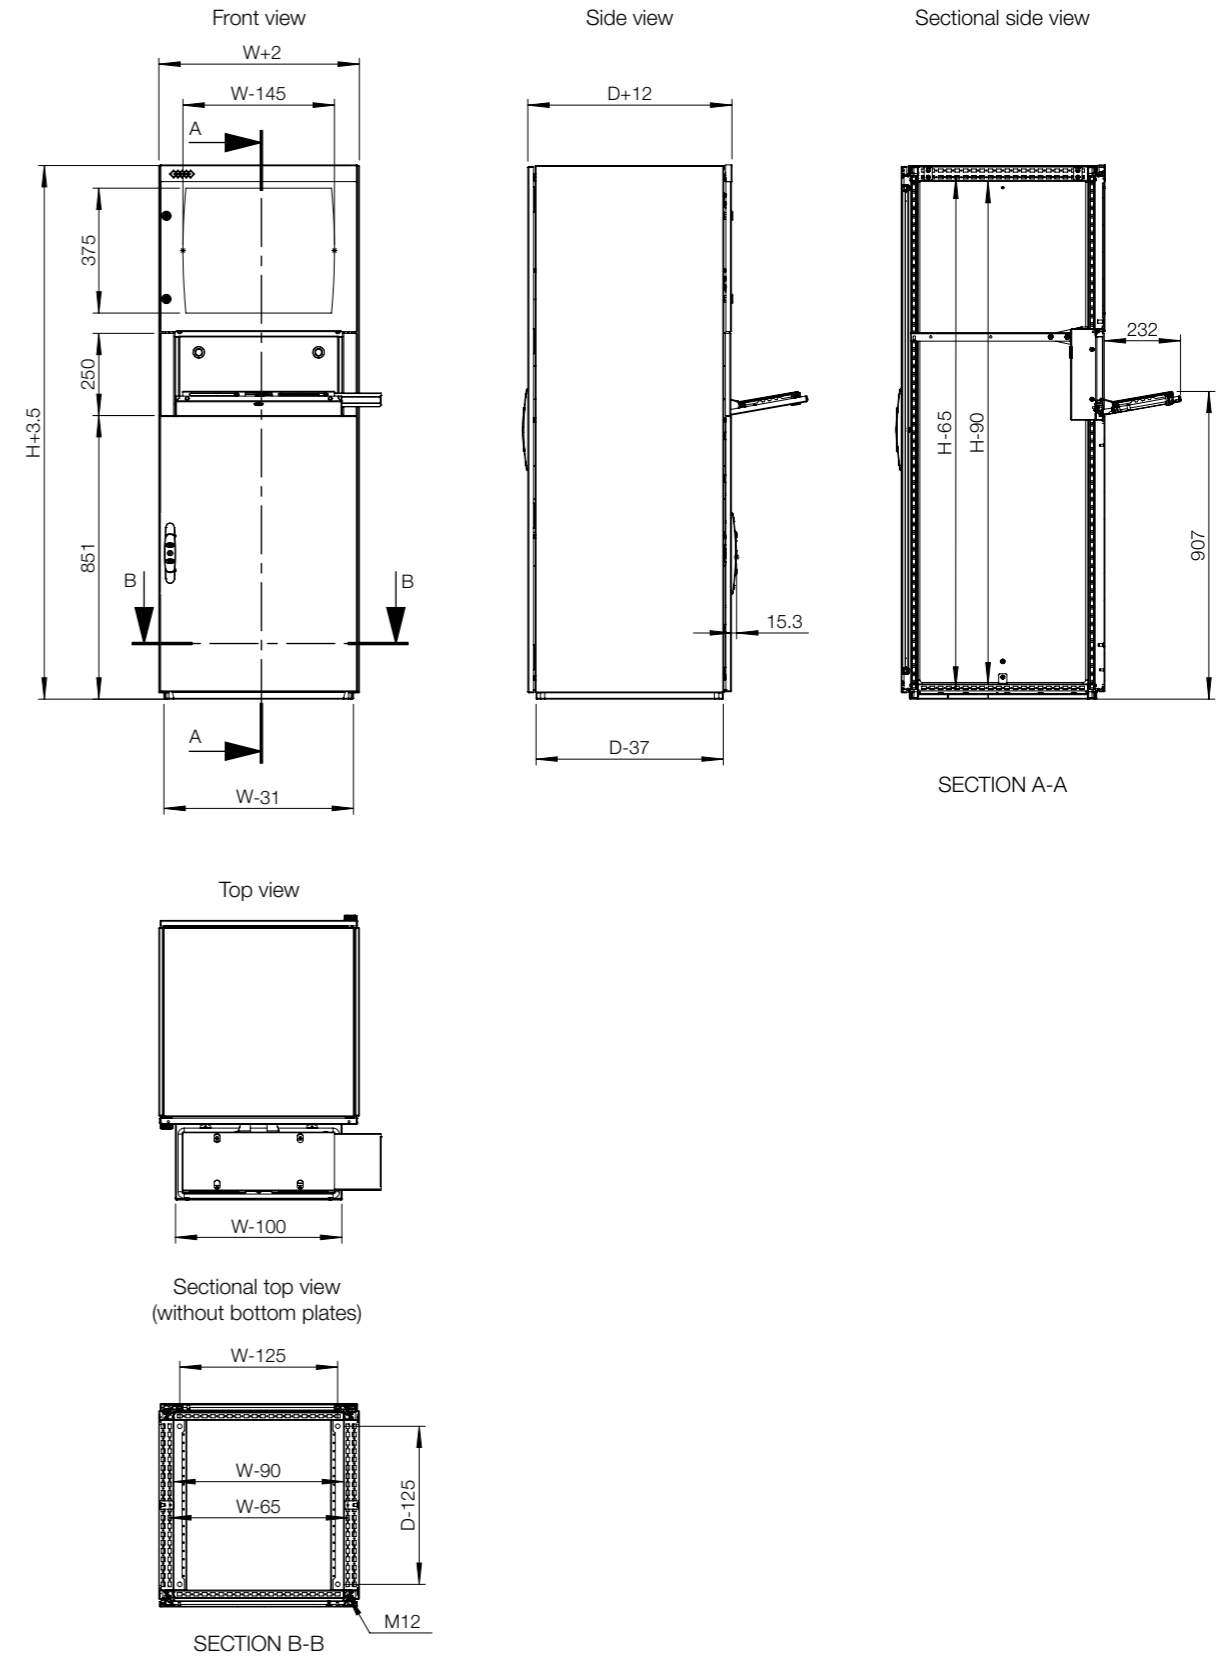 Front view
Side view
Sectional side view
W+2
W-145
D+12
A
375
232
250
H+3.5
H-65
H-90
851
907
B
B
15.3
A
D-37
W-31
SECTION A-A
Top view
W-100
Sectional top view
(without bottom plates)
W-125
W-90
W-65
D-125
M12
SECTION B-B